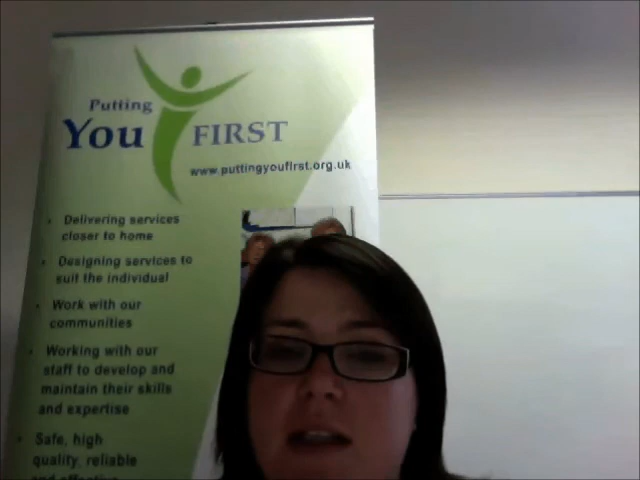 Putting
You FIRST
www.puttingyoufirst.org.uk
• Delivering services
closer to home
• Designing services to
suit the individual
• Work with our
communities
• Working with our
staff to develop and
maintain their skills
and expertise
• Safe, high
quality, reliable
and effective